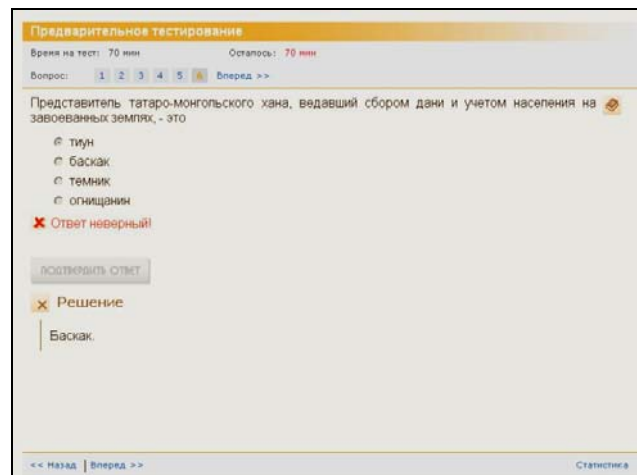 Предварительное тестирование
Время на тест: 70 мин Осталось: 70 мин
Вопрос: 1 2 3 4 5 6 Вперед >>
Представитель татаро-монгольского хана, ведавший сбором дани и учетом населения на
завоеванных землях, - это
тиун
баскак
темник
огнищанин
Ответ неверный!
ПОДТВЕРДИТЬ ОТВЕТ
Решение
Баскак.
<< Назад | Вперед >> Статистика